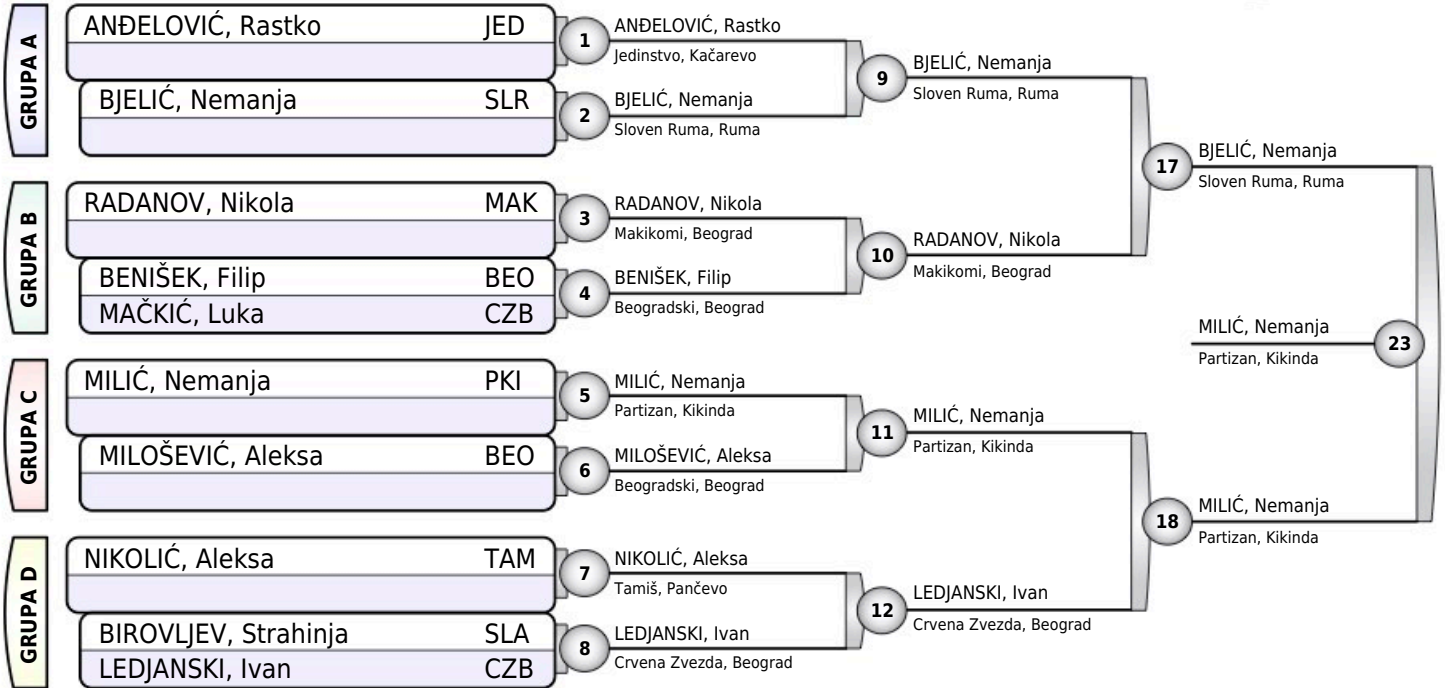 GRUPA A
ANĐELOVIĆ, Rastko JED
BJELIĆ, Nemanja SLR
GRUPA B
RADANOV, Nikola MAK
BENIŠEK, Filip BEO
MAČKIĆ, Luka CZB
GRUPA C
MILIĆ, Nemanja PKI
MILOŠEVIĆ, Aleksa BEO
GRUPA D
NIKOLIĆ, Aleksa TAM
BIROVLJEV, Strahinja SLA
LEDJANSKI, Ivan CZB
1
ANĐELOVIĆ, Rastko
Jedinstvo, Kačarevo
2
BJELIĆ, Nemanja
Sloven Ruma, Ruma
3
RADANOV, Nikola
Makikomi, Beograd
4
BENIŠEK, Filip
Beogradski, Beograd
5
MILIĆ, Nemanja
Partizan, Kikinda
6
MILOŠEVIĆ, Aleksa
Beogradski, Beograd
7
NIKOLIĆ, Aleksa
Tamiš, Pančevo
8
LEDJANSKI, Ivan
Crvena Zvezda, Beograd
9
BJELIĆ, Nemanja
Sloven Ruma, Ruma
10
RADANOV, Nikola
Makikomi, Beograd
11
MILIĆ, Nemanja
Partizan, Kikinda
12
LEDJANSKI, Ivan
Crvena Zvezda, Beograd
17
BJELIĆ, Nemanja
Sloven Ruma, Ruma
18
MILIĆ, Nemanja
Partizan, Kikinda
MILIĆ, Nemanja
Partizan, Kikinda
23